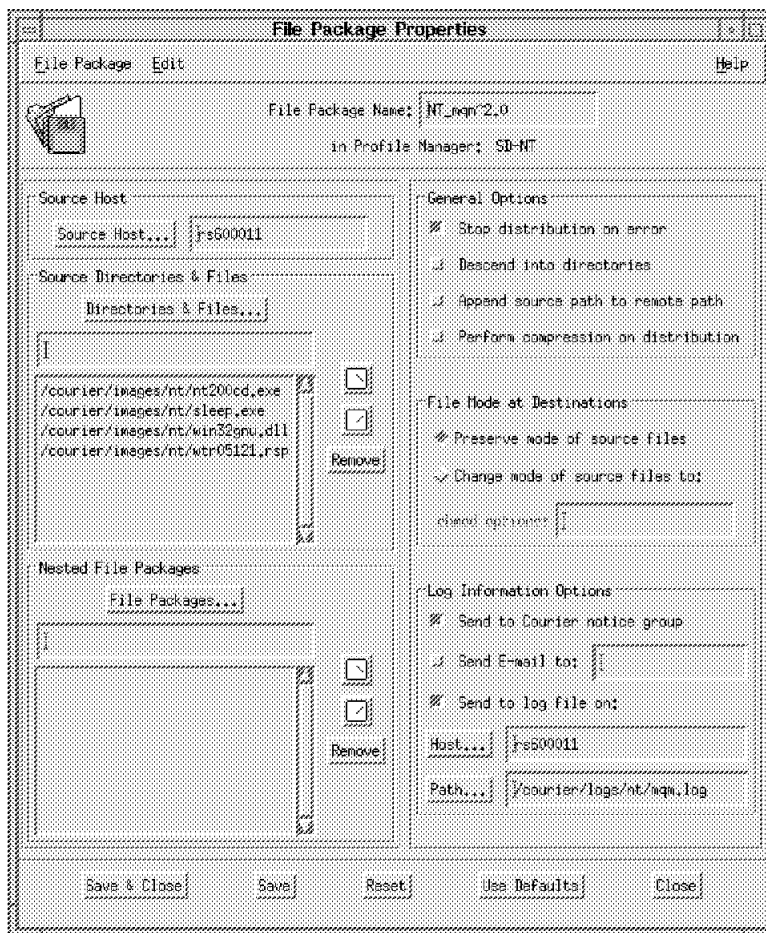 File Package Properties
File Package Edit Help
File Package Name: NT_mqm^2.0
in Profile Manager: SD-NT
Source Host
Source Host... rs600011
Source Directories & Files
Directories & Files...
/courier/images/nt/nt200cd.exe
/courier/images/nt/sleep.exe
/courier/images/nt/win32gnu.dll
/courier/images/nt/wtr05121.rsp
Remove
Nested File Packages
File Packages...
Remove
General Options
Stop distribution on error
Descend into directories
Append source path to remote path
Perform compression on distribution
File Mode at Destinations
Preserve mode of source files
Change mode of source files to:
chmod options:
Log Information Options
Send to Courier notice group
Send E-mail to:
Send to log file on:
Host... rs600011
Path... /courier/logs/nt/mqm.log
Save & Close Save Reset Use Defaults Close